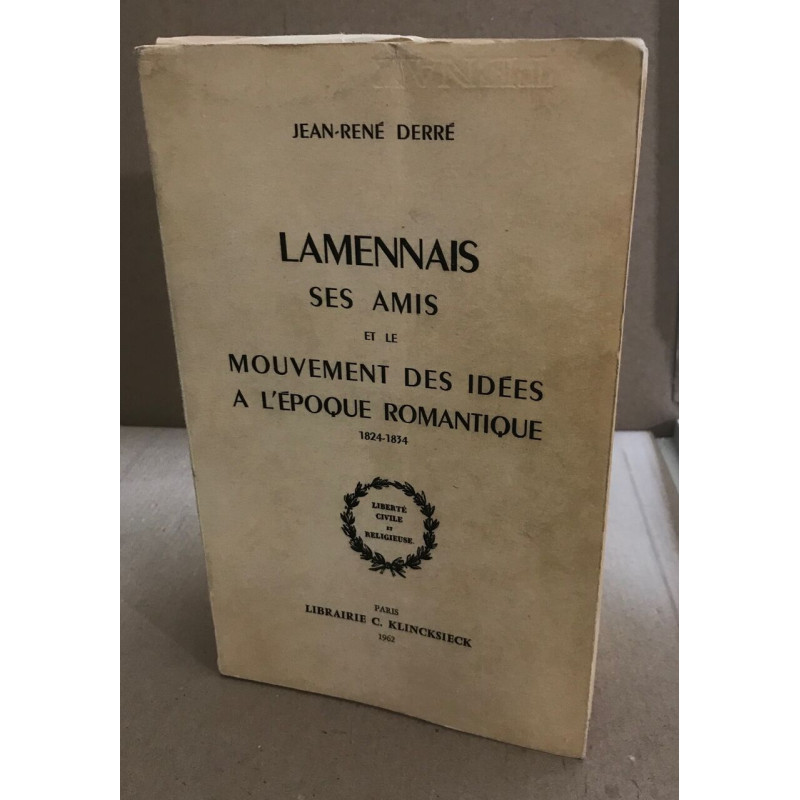 JEAN-RENÉ DERRÉ
LAMENNAIS
SES AMIS
ET LE
MOUVEMENT DES IDÉES
A L'ÉPOQUE ROMANTIQUE
1824-1834
LIBERTÉ
CIVILE
ET
RELIGIEUSE.
PARIS
LIBRAIRIE C. KLINCKSIECK
1962